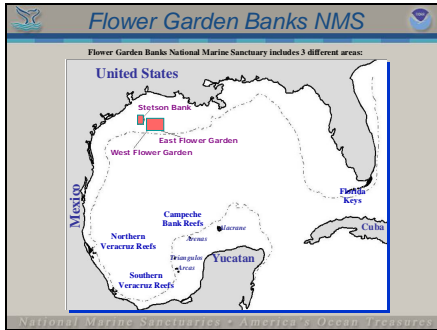 Flower Garden Banks NMS
Flower Garden Banks National Marine Sanctuary includes 3 different areas:
United States
Stetson Bank
East Flower Garden
West Flower Garden
Mexico
Florida
Keys
Campeche
Bank Reefs
Alacrane
Cuba
Northern
Veracruz Reefs
Arenas
Triangulos
Yucatan
Arcas
Southern
Veracruz Reefs
National Marine Sanctuaries • America's Ocean Treasures